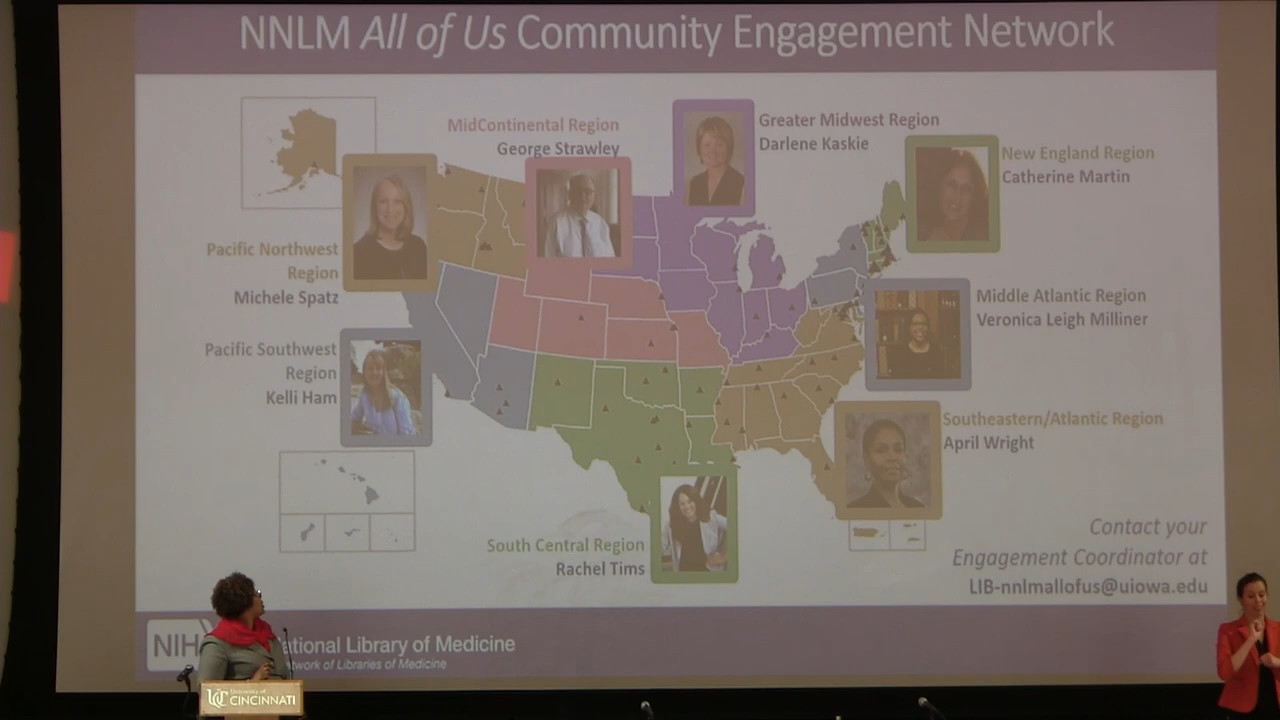 NNLM All of Us Community Engagement Network
MidContinental Region
George Strawley
Greater Midwest Region
Darlene Kaskie
New England Region
Catherine Martin
Pacific Northwest
Region
Michele Spatz
Middle Atlantic Region
Veronica Leigh Milliner
Pacific Southwest
Region
Kelli Ham
Southeastern/Atlantic Region
April Wright
South Central Region
Rachel Tims
Contact your
Engagement Coordinator at
LIB-nnlmallofus@uiowa.edu
NIH
ational Library of Medicine
twork of Libraries of Medicine
UC University of
CINCINNATI